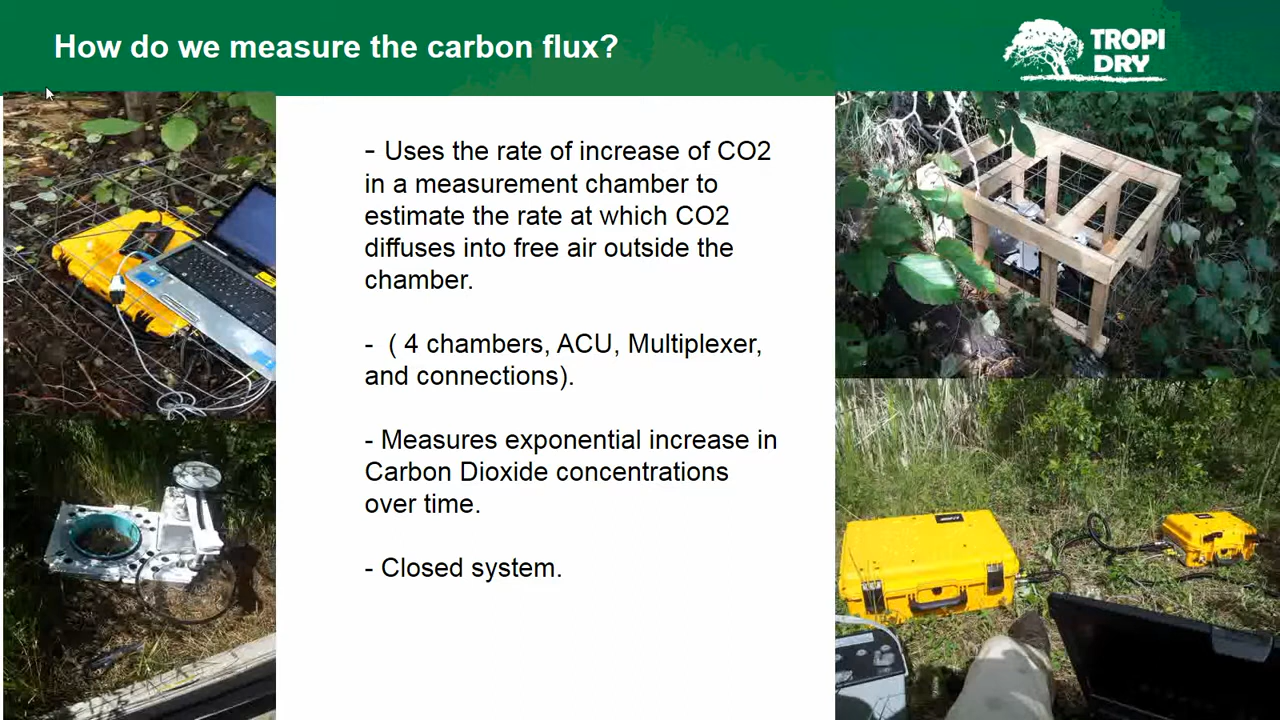 How do we measure the carbon flux?
TROPI
DRY
- Uses the rate of increase of CO2
in a measurement chamber to
estimate the rate at which CO2
diffuses into free air outside the
chamber.
- ( 4 chambers, ACU, Multiplexer,
and connections).
- Measures exponential increase in
Carbon Dioxide concentrations
over time.
- Closed system.